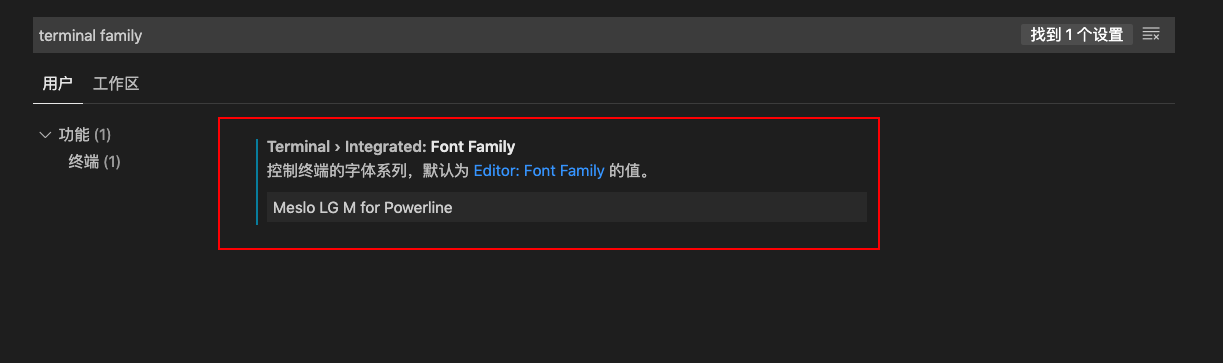 terminal family
找到 1 个设置
用户 工作区
功能 (1)
终端 (1)
Terminal › Integrated: Font Family
控制终端的字体系列，默认为 Editor: Font Family 的值。
Meslo LG M for Powerline